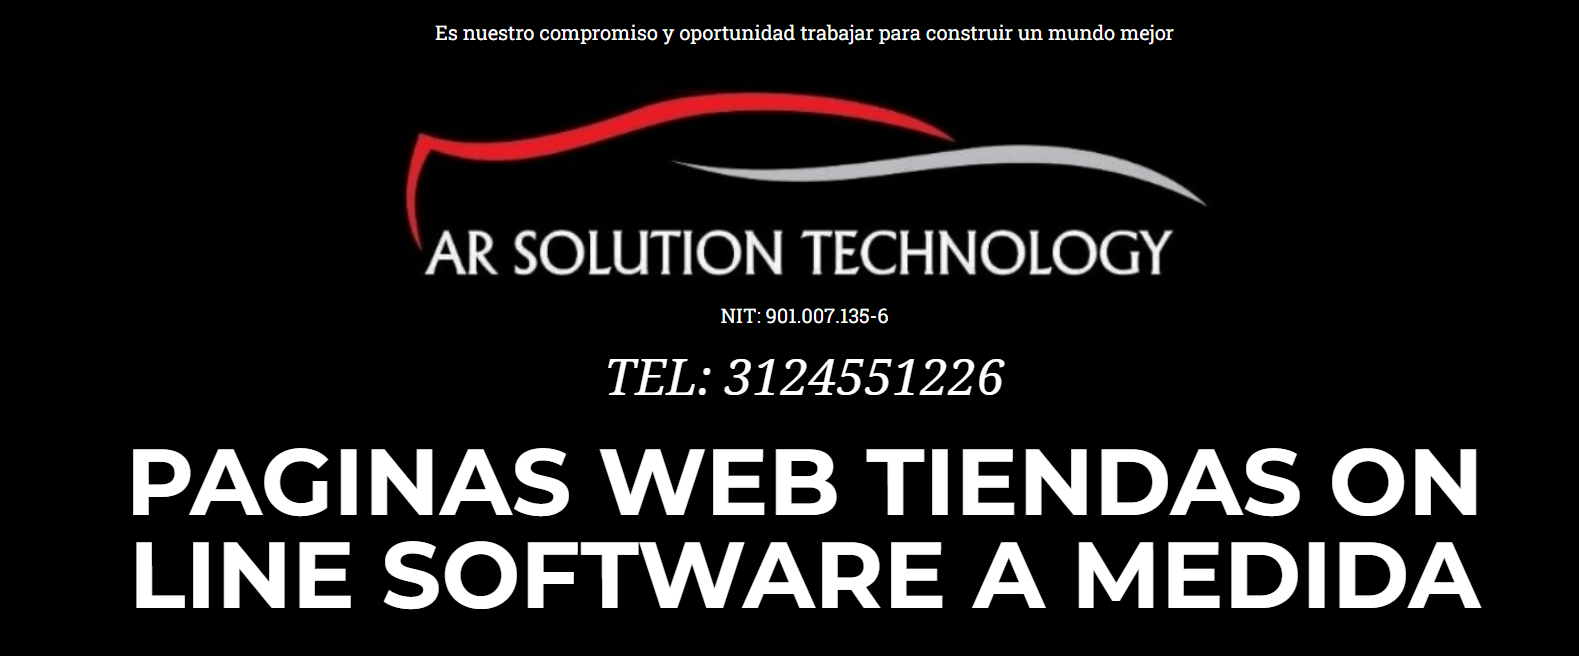 Es nuestro compromiso y oportunidad trabajar para construir un mundo mejor
AR SOLUTION TECHNOLOGY
NIT: 901.007.135-6
TEL: 3124551226
PAGINAS WEB TIENDAS ON
LINE SOFTWARE A MEDIDA